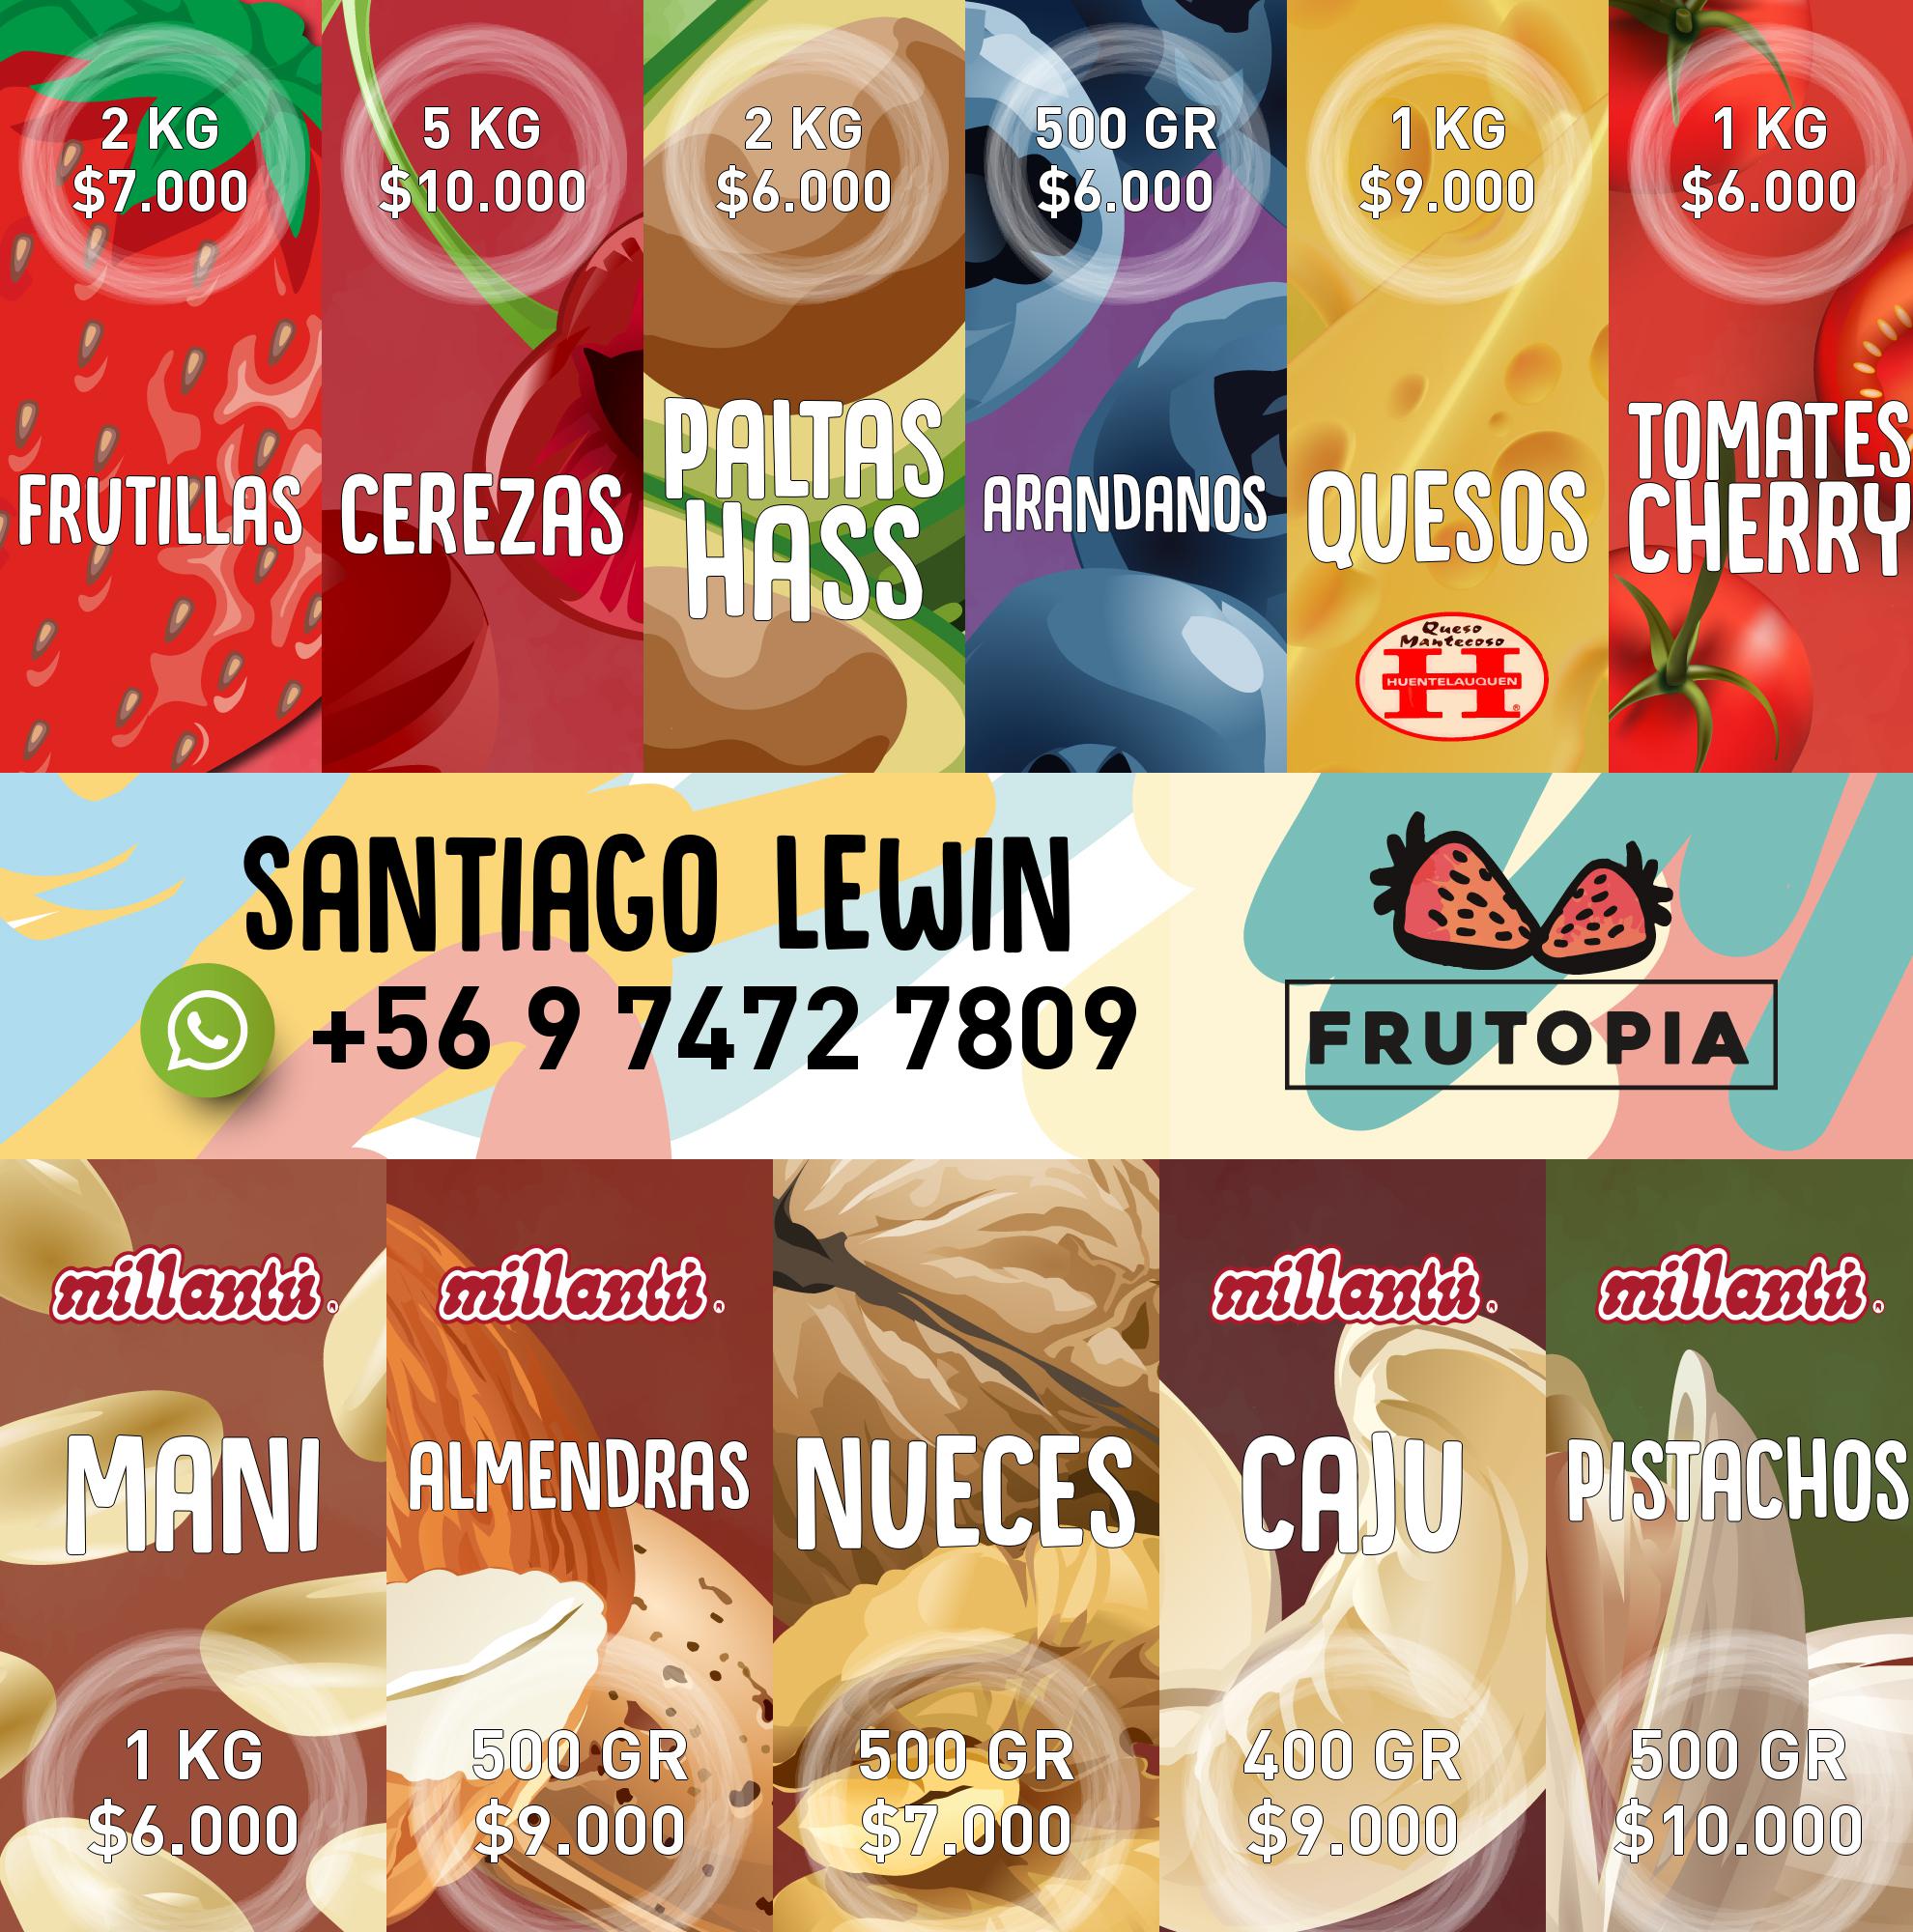 2 KG
$7.000
FRUTILLAS
5 KG
$10.000
CEREZAS
2 KG
$6.000
PALTAS
HASS
500 GR
$6.000
ARANDANOS
1 KG
$9.000
QUESOS
Queso
Mantecoso
H
HUENTELAUQUEN
®
1 KG
$6.000
TOMATES
CHERRY
SANTIAGO LEWIN
+56 9 7472 7809
FRUTOPIA
millantú®
MANI
1 KG
$6.000
millantú®
ALMENDRAS
500 GR
$9.000
NUECES
500 GR
$7.000
millantú®
CAJU
400 GR
$9.000
millantú®
PISTACHOS
500 GR
$10.000